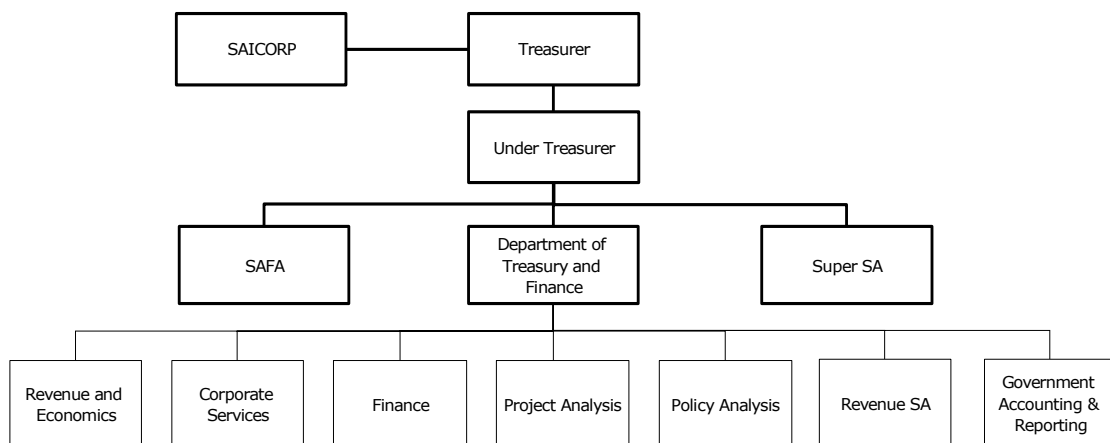 SAICORP
Treasurer
Under Treasurer
SAFA
Department of
Treasury and
Finance
Super SA
Revenue and
Economics
Corporate
Services
Finance
Project Analysis
Policy Analysis
Revenue SA
Government
Accounting &
Reporting